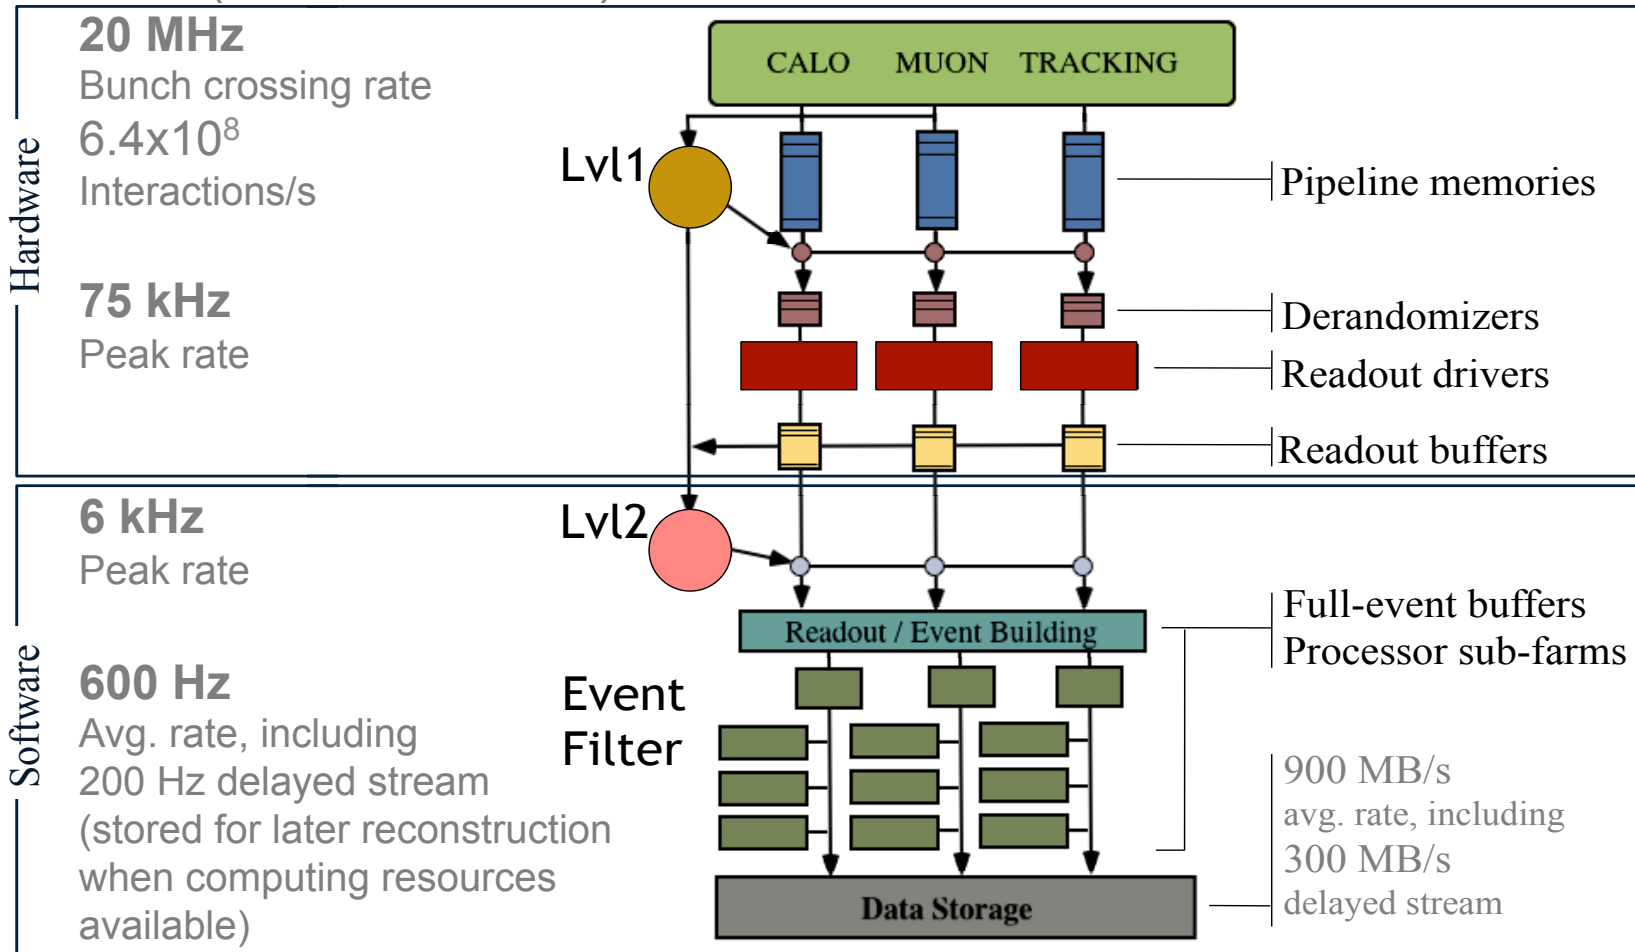 20 MHz
Bunch crossing rate
6.4x10⁸
Interactions/s
75 kHz
Peak rate
Hardware
CALO MUON TRACKING
Lvl1
Pipeline memories
Derandomizers
Readout drivers
Readout buffers
6 kHz
Peak rate
600 Hz
Avg. rate, including
200 Hz delayed stream
(stored for later reconstruction
when computing resources
available)
Software
Lvl2
Readout / Event Building
Event
Filter
Full-event buffers
Processor sub-farms
900 MB/s
avg. rate, including
300 MB/s
delayed stream
Data Storage